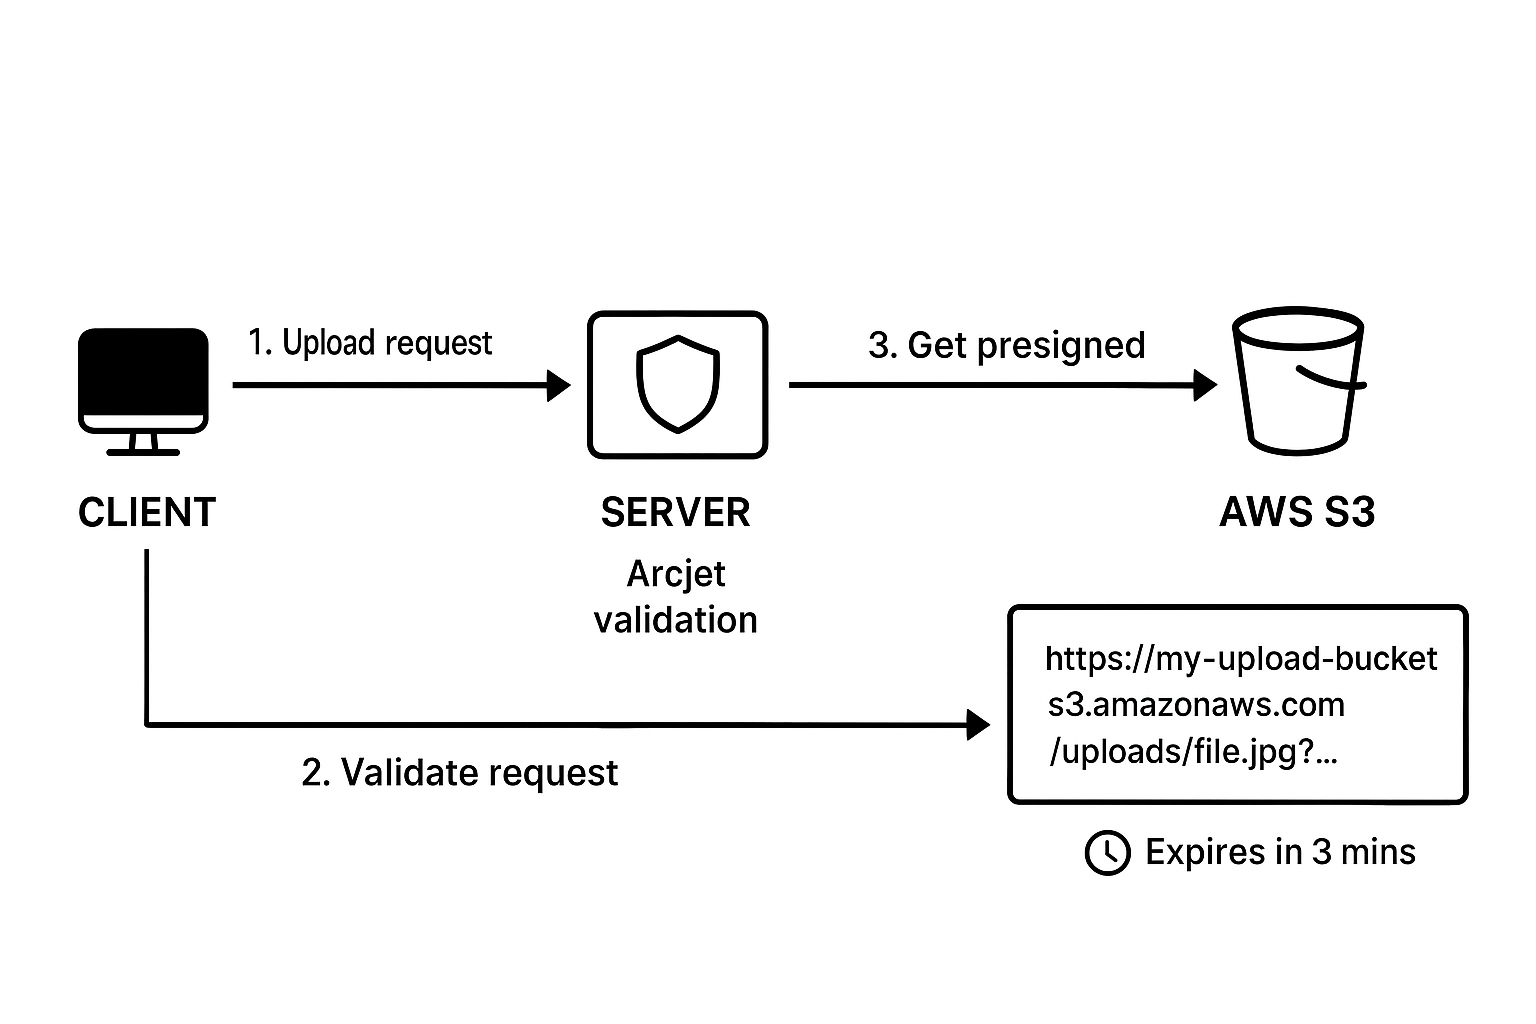 1. Upload request
3. Get presigned
CLIENT
SERVER
AWS S3
Arcjet
validation
https://my-upload-bucket
s3.amazonaws.com
/uploads/file.jpg?...
2. Validate request
Expires in 3 mins